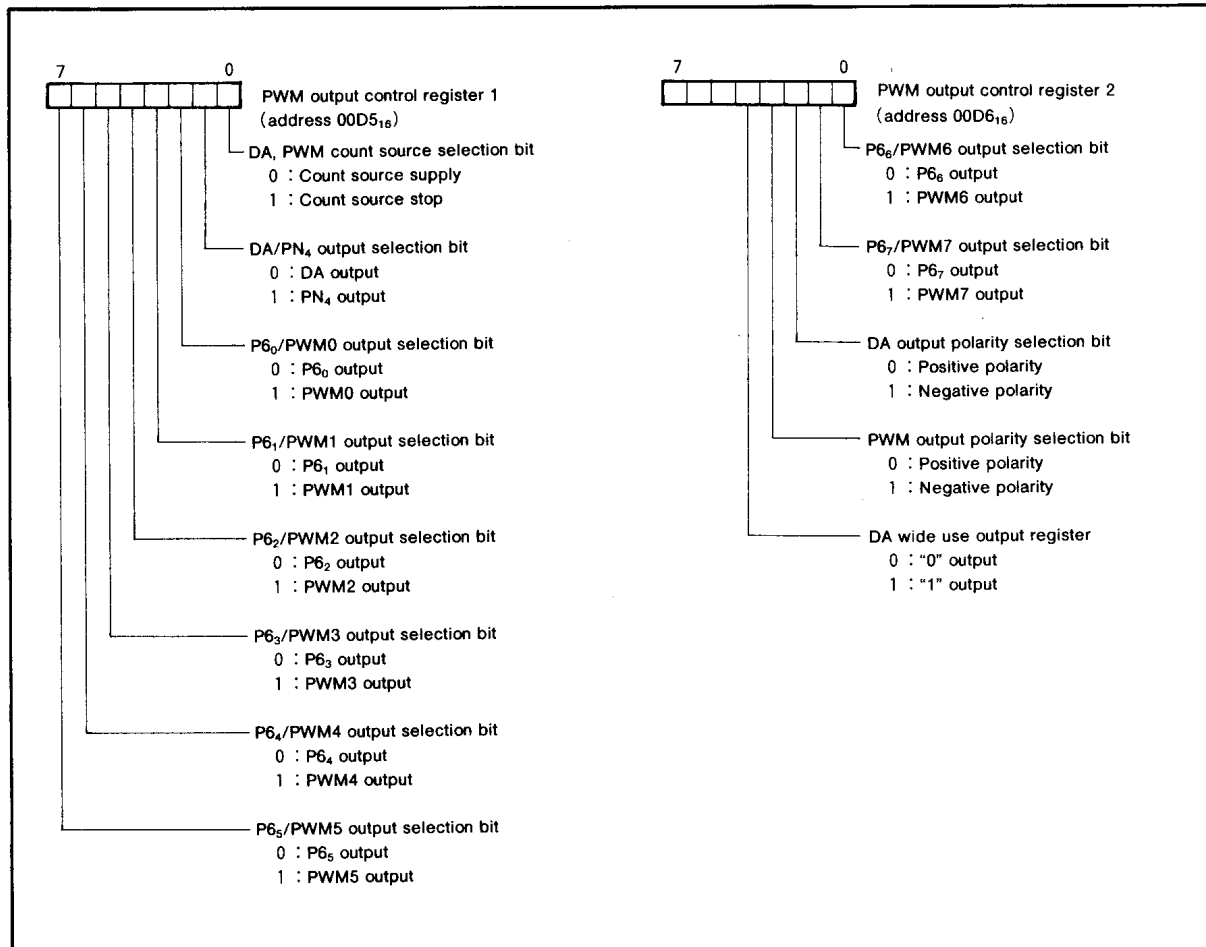 7 0
PWM output control register 1
(address 00D5₁₆)
DA, PWM count source selection bit
0 : Count source supply
1 : Count source stop
DA/PN₄ output selection bit
0 : DA output
1 : PN₄ output
P6₀/PWM0 output selection bit
0 : P6₀ output
1 : PWM0 output
P6₁/PWM1 output selection bit
0 : P6₁ output
1 : PWM1 output
P6₂/PWM2 output selection bit
0 : P6₂ output
1 : PWM2 output
P6₃/PWM3 output selection bit
0 : P6₃ output
1 : PWM3 output
P6₄/PWM4 output selection bit
0 : P6₄ output
1 : PWM4 output
P6₅/PWM5 output selection bit
0 : P6₅ output
1 : PWM5 output
7 0
PWM output control register 2
(address 00D6₁₆)
P6₆/PWM6 output selection bit
0 : P6₆ output
1 : PWM6 output
P6₇/PWM7 output selection bit
0 : P6₇ output
1 : PWM7 output
DA output polarity selection bit
0 : Positive polarity
1 : Negative polarity
PWM output polarity selection bit
0 : Positive polarity
1 : Negative polarity
DA wide use output register
0 : "0" output
1 : "1" output